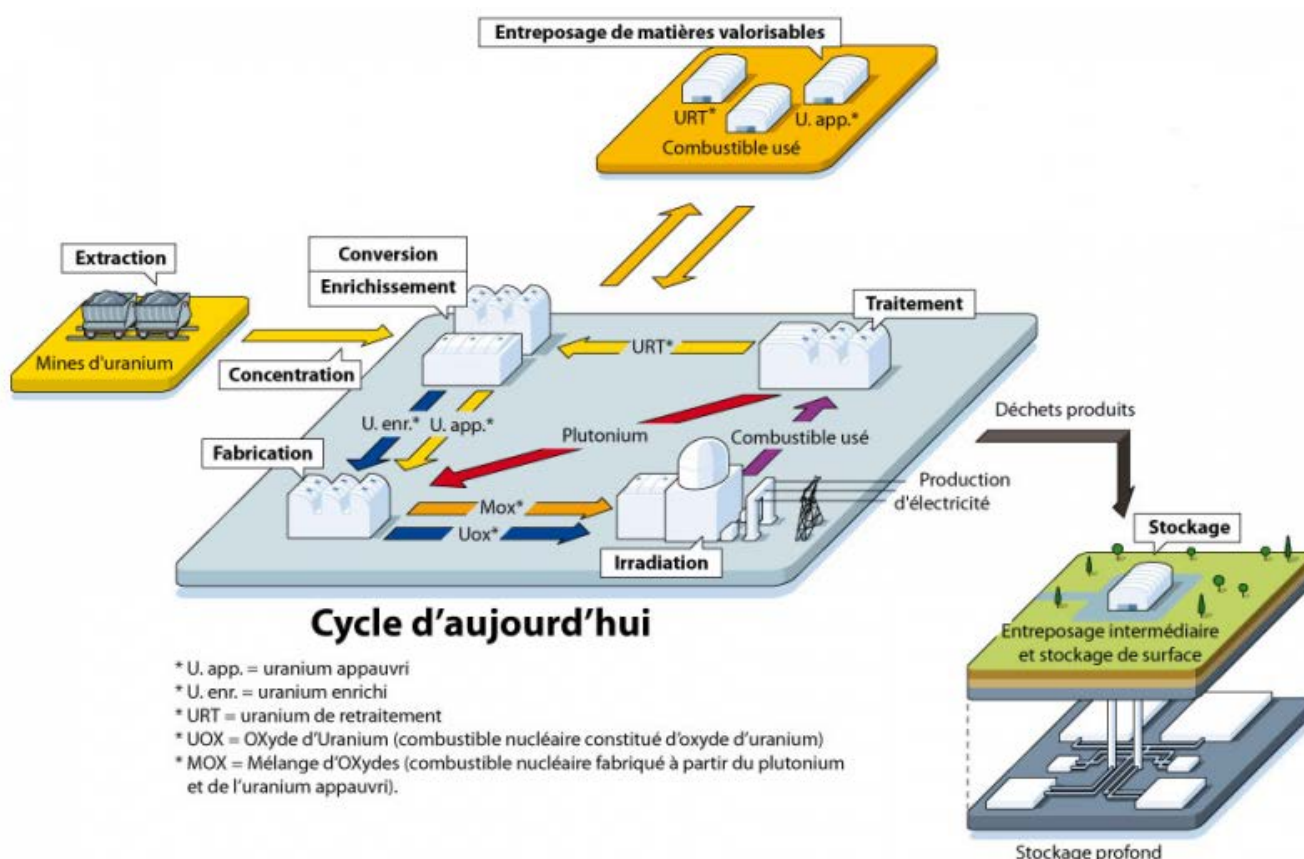 Entreposage de matières valorisables
URT*
U. app.*
Combustible usé
Extraction
Mines d'uranium
Conversion
Enrichissement
Concentration
Traitement
URT*
U. enr.*
U. app.*
Plutonium
Combustible usé
Fabrication
Mox*
Uox*
Irradiation
Production
d'électricité
Déchets produits
Stockage
Entreposage intermédiaire
et stockage de surface
Stockage profond
Cycle d'aujourd'hui
* U. app. = uranium appauvri
* U. enr. = uranium enrichi
* URT = uranium de retraitement
* UOX = OXyde d'Uranium (combustible nucléaire constitué d'oxyde d'uranium)
* MOX = Mélange d'OXydes (combustible nucléaire fabriqué à partir du plutonium
et de l'uranium appauvri).